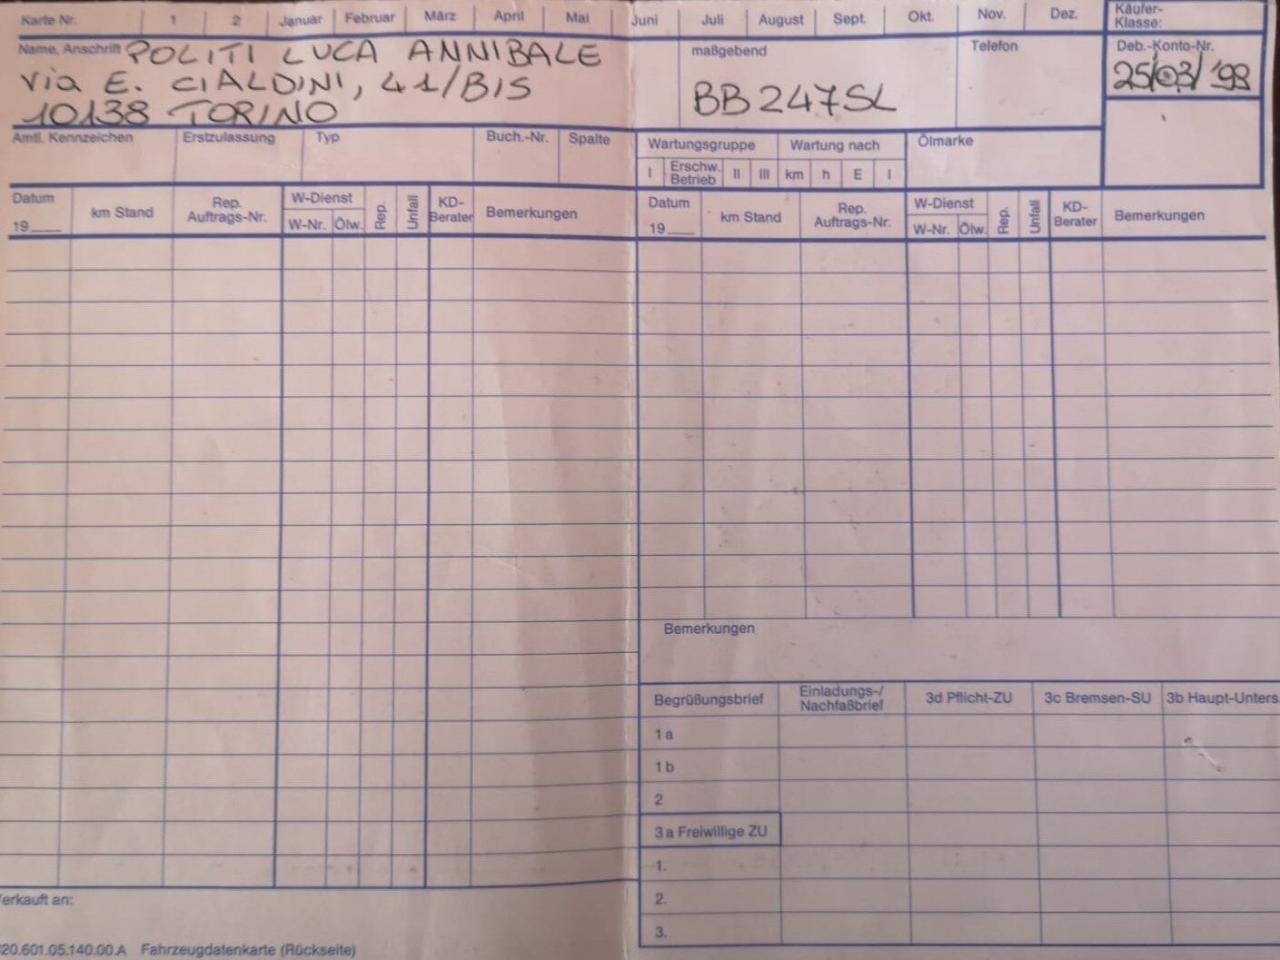 Karte Nr. 1 2 Januar Februar März April Mai Juni Juli August Sept. Okt. Nov. Dez. Käufer-Klasse:
Name, Anschrift POLITI LUCA ANNIBALE
via E. CIALDINI, 41/BIS
10138 TORINO
maßgebend
BB247SL
Telefon
Deb.-Konto-Nr.
25/03/'98
Amtl. Kennzeichen Erstzulassung Typ Buch.-Nr. Spalte
Wartungsgruppe Wartung nach Ölmarke
I Erschw. Betrieb II III km h E I
Datum 19___ km Stand Rep. Auftrags-Nr. W-Dienst W-Nr. Ölw. Rep. Unfall KD-Berater Bemerkungen
Datum 19___ km Stand Rep. Auftrags-Nr. W-Dienst W-Nr. Ölw. Rep. Unfall KD-Berater Bemerkungen
Bemerkungen
Begrüßungsbrief Einladungs-/Nachfaßbrief 3d Pflicht-ZU 3c Bremsen-SU 3b Haupt-Unters.
1a
1b
2
3a Freiwillige ZU
1.
2.
3.
erkauft an:
20.601.05.140.00.A Fahrzeugdatenkarte (Rückseite)